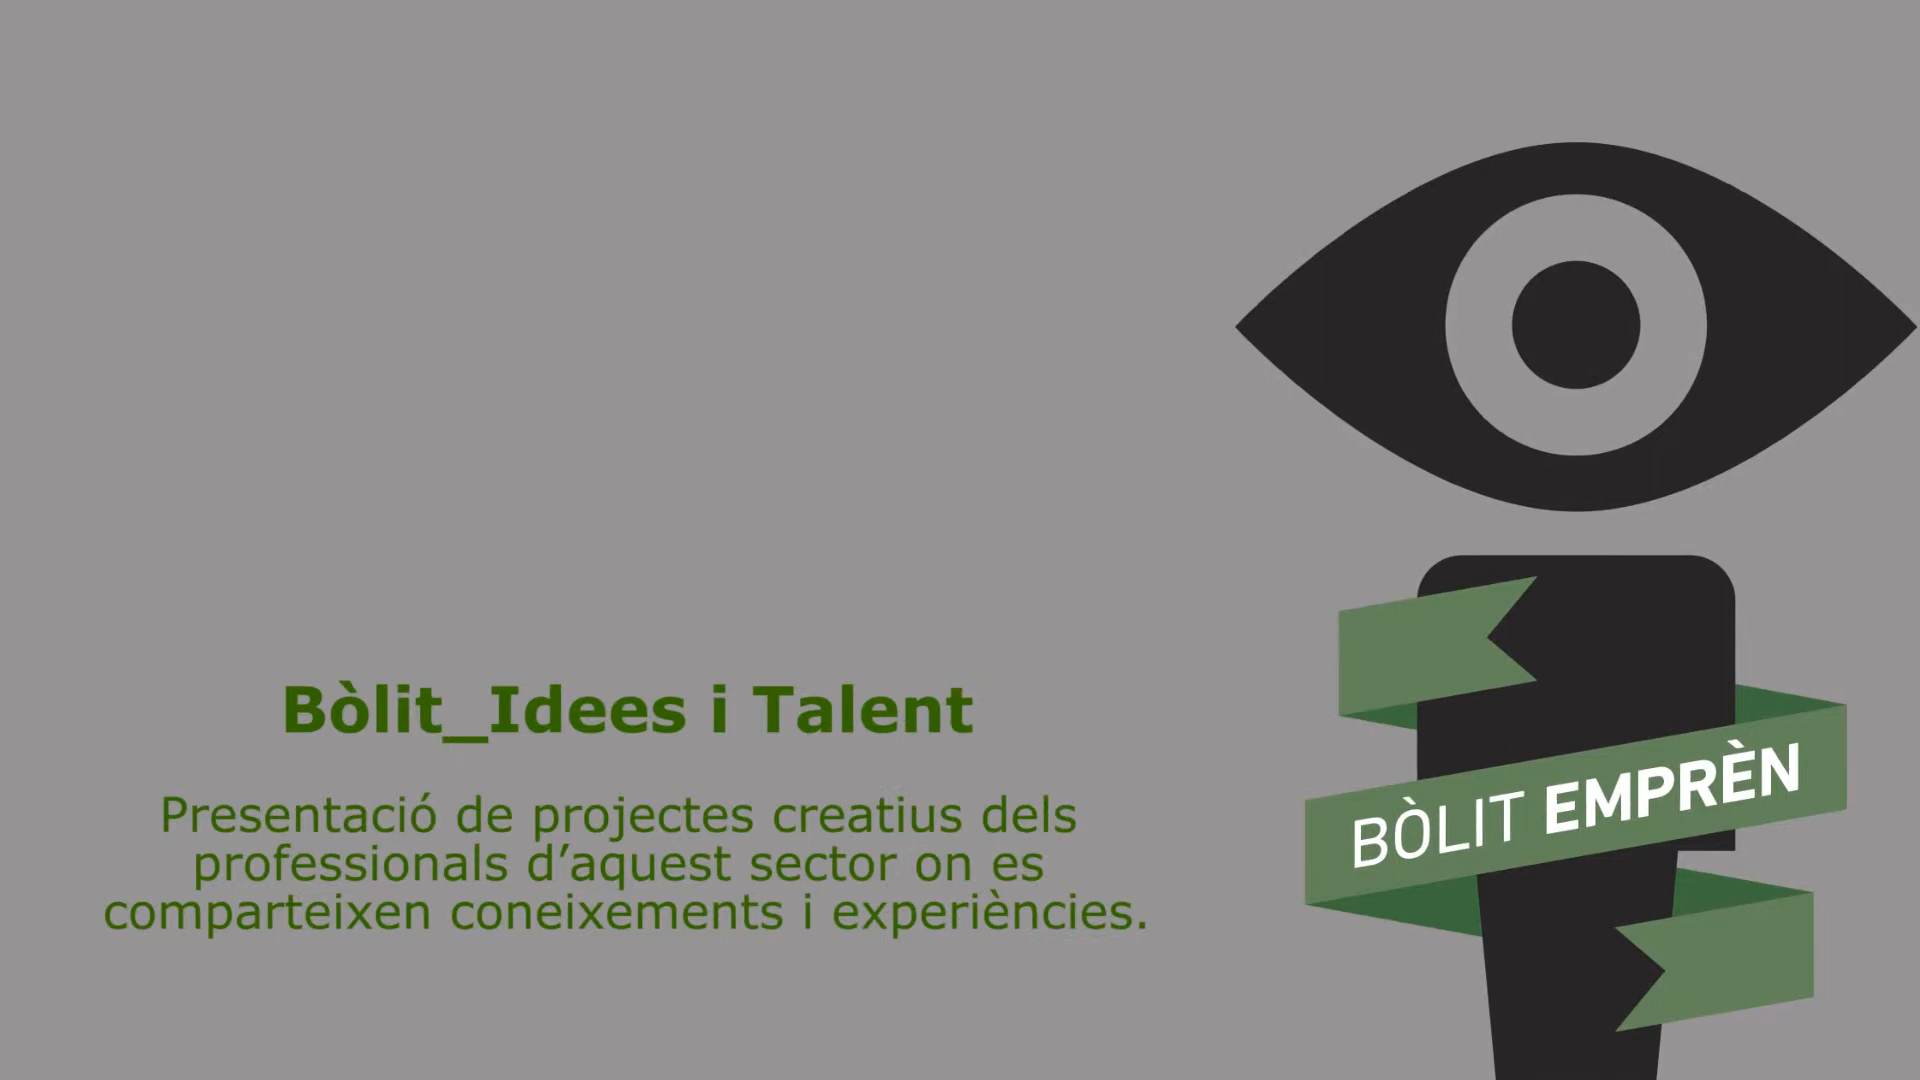 Bòlit_Idees i Talent
Presentació de projectes creatius dels
professionals d’aquest sector on es
comparteixen coneixements i experiències.
BÒLIT EMPRÈN